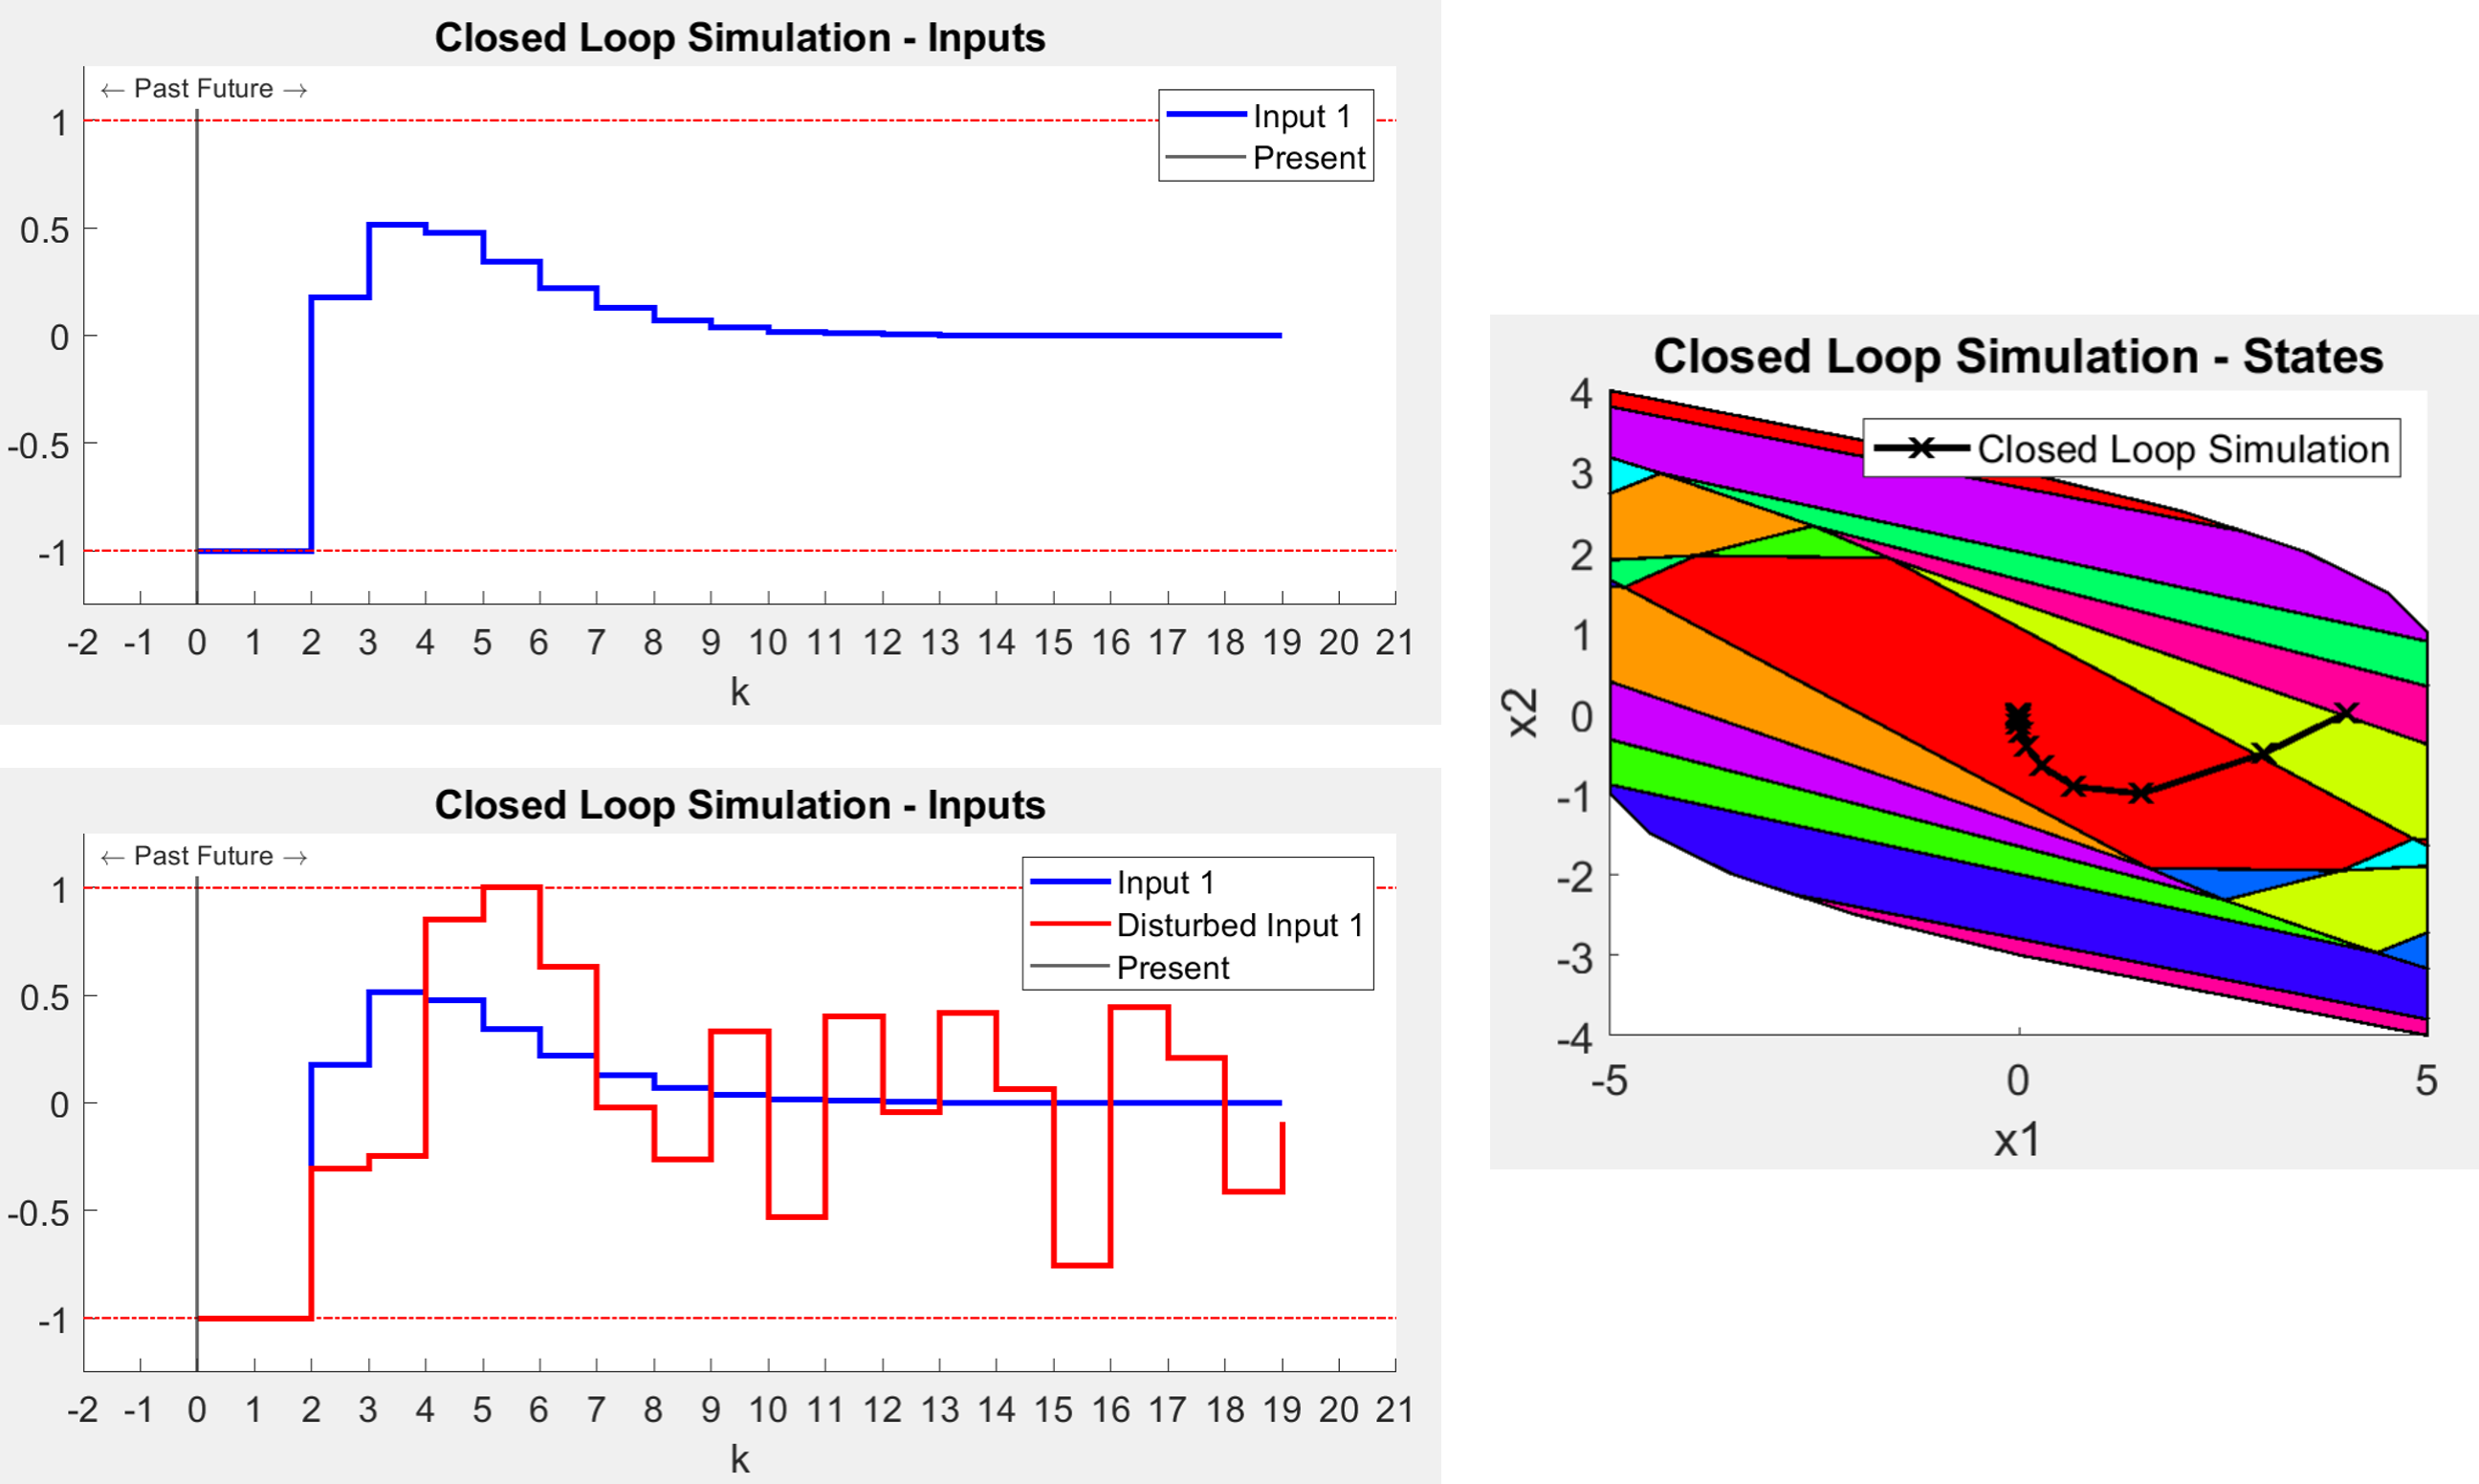 Closed Loop Simulation - Inputs
← Past Future →
Input 1
Present
1
0.5
0
-0.5
-1
-2 -1 0 1 2 3 4 5 6 7 8 9 10 11 12 13 14 15 16 17 18 19 20 21
k
Closed Loop Simulation - Inputs
← Past Future →
Input 1
Disturbed Input 1
Present
1
0.5
0
-0.5
-1
-2 -1 0 1 2 3 4 5 6 7 8 9 10 11 12 13 14 15 16 17 18 19 20 21
k
Closed Loop Simulation - States
Closed Loop Simulation
4
3
2
1
0
-1
-2
-3
-4
x2
-5 0 5
x1